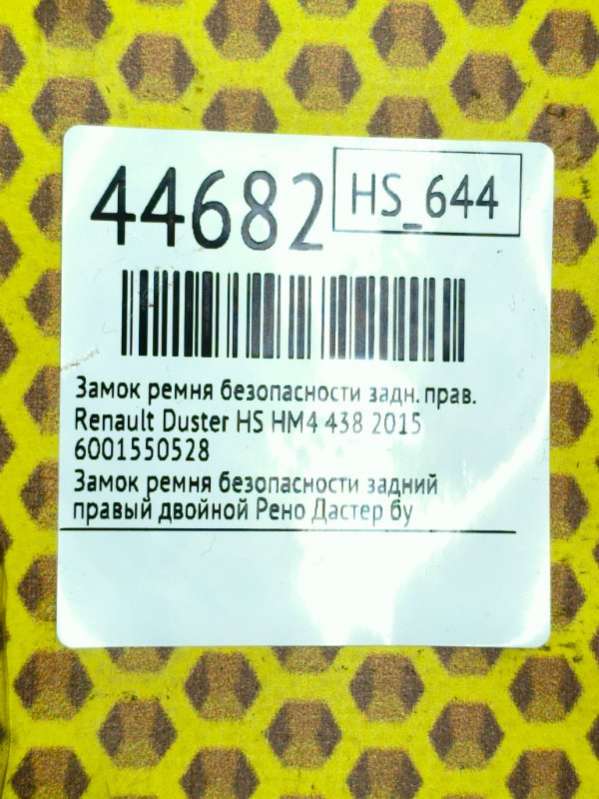 44682
HS_644
Замок ремня безопасности задн. прав.
Renault Duster HS HM4 438 2015
6001550528
Замок ремня безопасности задний
правый двойной Рено Дастер бу